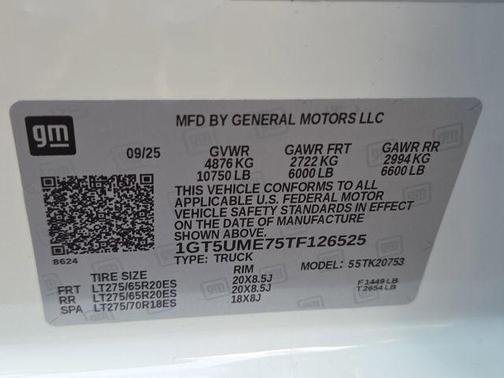 gm
MFD BY GENERAL MOTORS LLC
09/25 GVWR GAWR FRT GAWR RR
4876 KG 2722 KG 2994 KG
10750 LB 6000 LB 6600 LB
THIS VEHICLE CONFORMS TO ALL
APPLICABLE U.S. FEDERAL MOTOR
VEHICLE SAFETY STANDARDS IN EFFECT
ON THE DATE OF MANUFACTURE
SHOWN ABOVE.
1GT5UME75TF126525
8624
TYPE: TRUCK MODEL: 55TK20753
TIRE SIZE RIM
FRT LT275/65R20ES 20X8.5J F1449 LB
RR LT275/65R20ES 20X8.5J T2654 LB
SPA LT275/70R18ES 18X8J